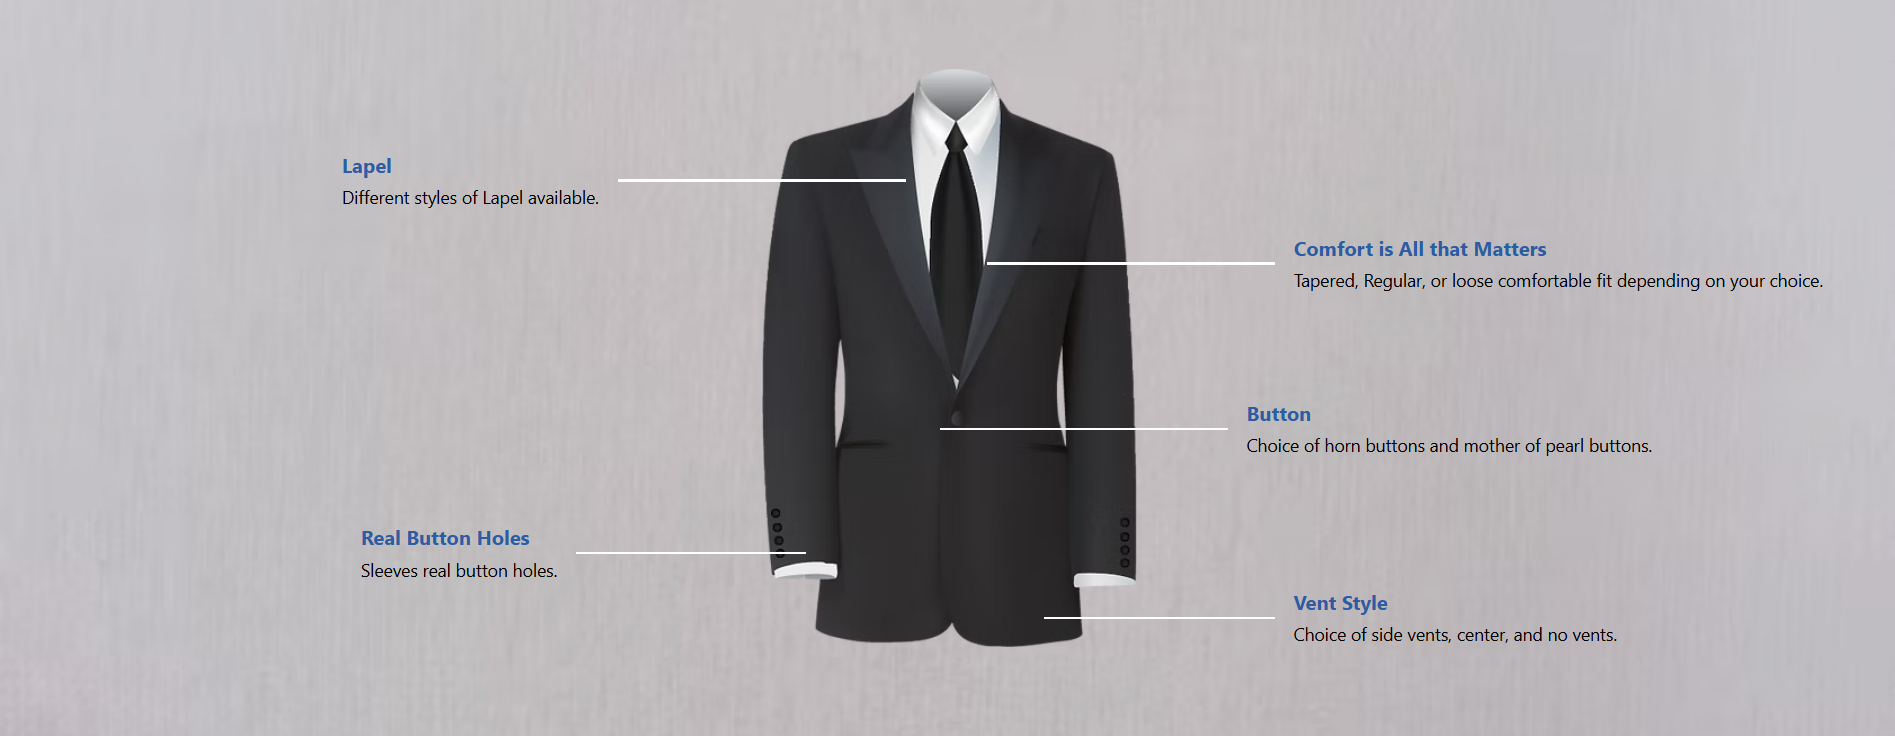 Lapel
Different styles of Lapel available.
Comfort is All that Matters
Tapered, Regular, or loose comfortable fit depending on your choice.
Button
Choice of horn buttons and mother of pearl buttons.
Real Button Holes
Sleeves real button holes.
Vent Style
Choice of side vents, center, and no vents.